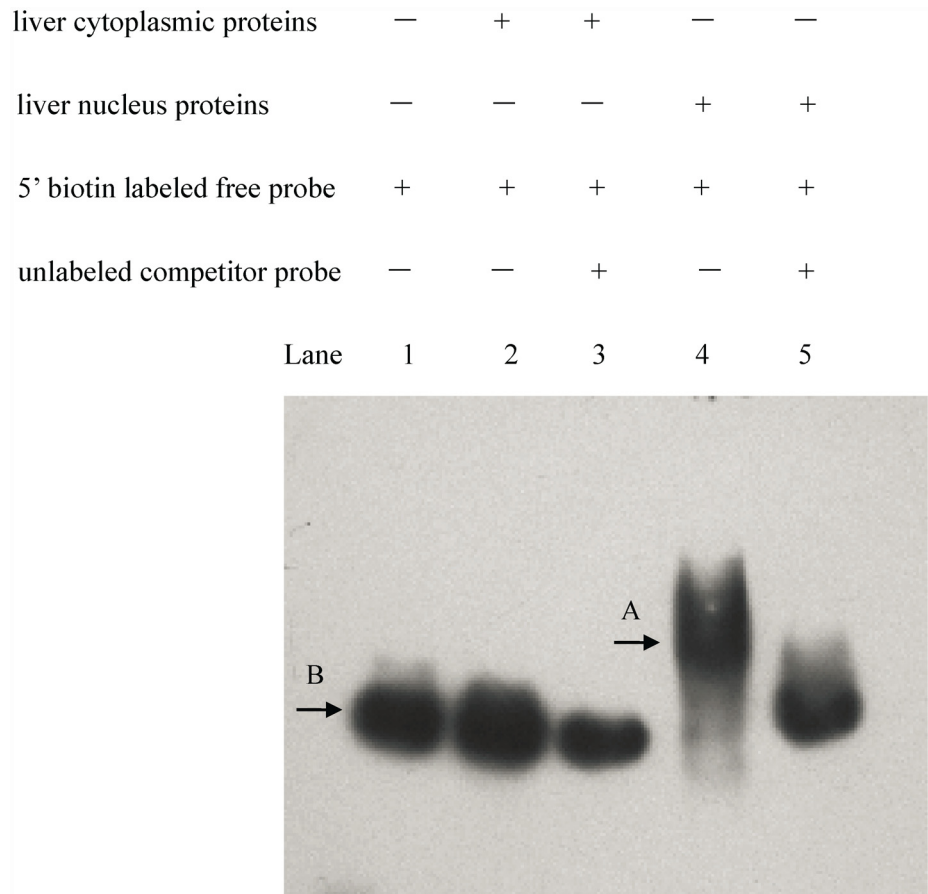 liver cytoplasmic proteins — + + — —
liver nucleus proteins — — — + +
5’ biotin labeled free probe + + + + +
unlabeled competitor probe — — + — +
Lane 1 2 3 4 5
A
B